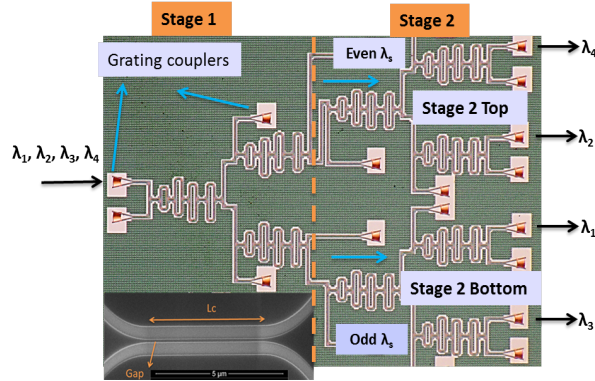 Stage 1
Stage 2
Grating couplers
Even λs
λ4
Stage 2 Top
λ2
λ1, λ2, λ3, λ4
λ1
Stage 2 Bottom
Lc
Odd λs
λ3
Gap
5 µm